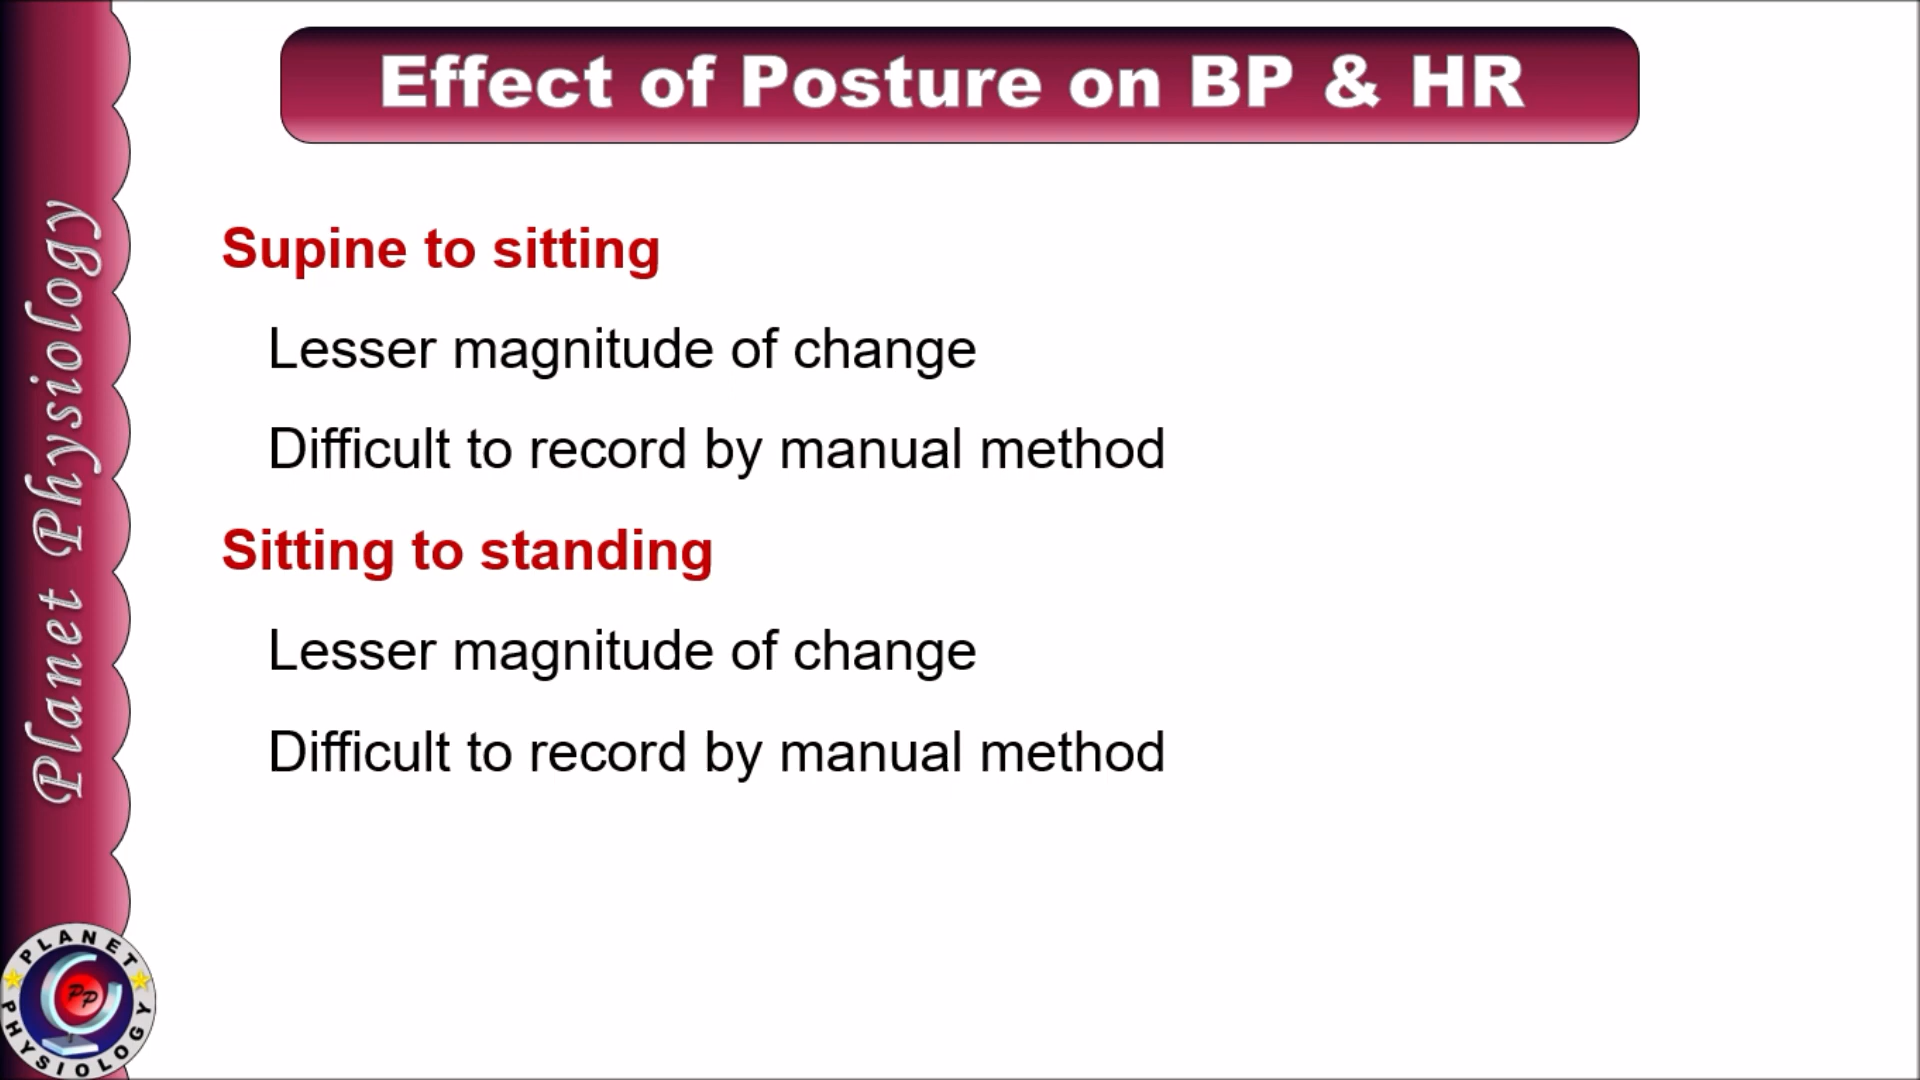 Effect of Posture on BP & HR
Supine to sitting
Lesser magnitude of change
Difficult to record by manual method
Sitting to standing
Lesser magnitude of change
Difficult to record by manual method
Planet Physiology
PLANET
PP
PHYSIOLOGY